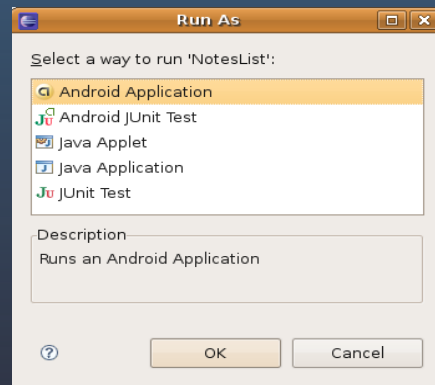 Run As
Select a way to run 'NotesList':
Android Application
Android JUnit Test
Java Applet
Java Application
JUnit Test
Description
Runs an Android Application
OK Cancel